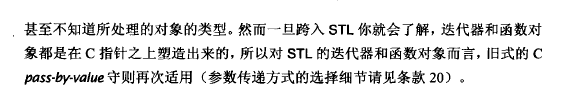 甚至不知道所处理的对象的类型。然而一旦跨入 STL 你就会了解，迭代器和函数对
象都是在 C 指针之上塑造出来的，所以对 STL 的迭代器和函数对象而言，旧式的 C
pass-by-value 守则再次适用（参数传递方式的选择细节请见条款 20）。